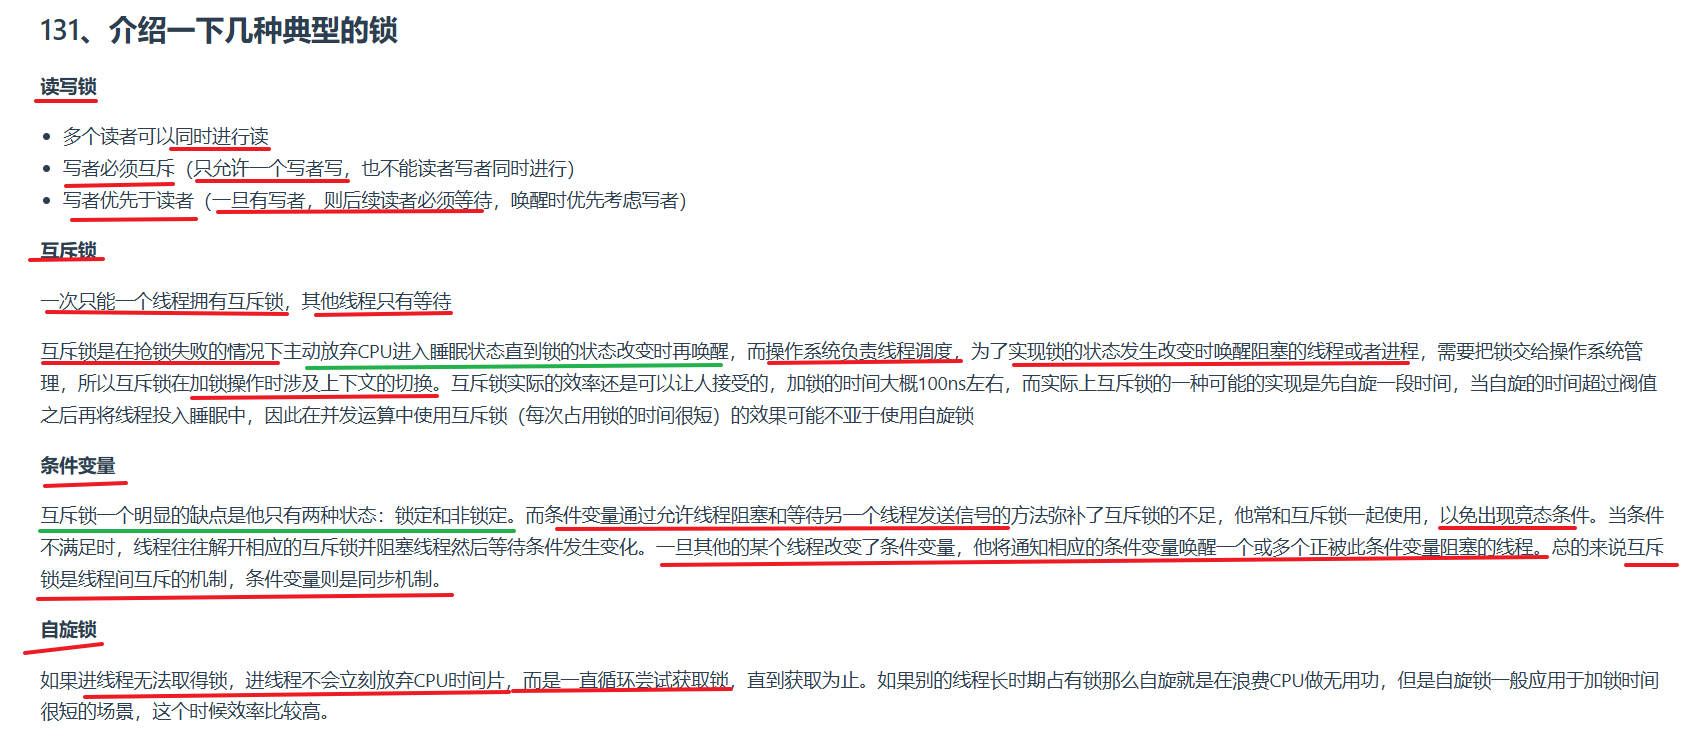 131、介绍一下几种典型的锁
读写锁
• 多个读者可以同时进行读
• 写者必须互斥（只允许一个写者写，也不能读者写者同时进行）
• 写者优先于读者（一旦有写者，则后续读者必须等待，唤醒时优先考虑写者）
互斥锁
一次只能一个线程拥有互斥锁，其他线程只有等待
互斥锁是在抢锁失败的情况下主动放弃CPU进入睡眠状态直到锁的状态改变时再唤醒，而操作系统负责线程调度，为了实现锁的状态发生改变时唤醒阻塞的线程或者进程，需要把锁交给操作系统管
理，所以互斥锁在加锁操作时涉及上下文的切换。互斥锁实际的效率还是可以让人接受的，加锁的时间大概100ns左右，而实际上互斥锁的一种可能的实现是先自旋一段时间，当自旋的时间超过阀值
之后再将线程投入睡眠中，因此在并发运算中使用互斥锁（每次占用锁的时间很短）的效果可能不亚于使用自旋锁
条件变量
互斥锁一个明显的缺点是他只有两种状态：锁定和非锁定。而条件变量通过允许线程阻塞和等待另一个线程发送信号的方法弥补了互斥锁的不足，他常和互斥锁一起使用，以免出现竞态条件。当条件
不满足时，线程往往解开相应的互斥锁并阻塞线程然后等待条件发生变化。一旦其他的某个线程改变了条件变量，他将通知相应的条件变量唤醒一个或多个正被此条件变量阻塞的线程。总的来说互斥
锁是线程间互斥的机制，条件变量则是同步机制。
自旋锁
如果进线程无法取得锁，进线程不会立刻放弃CPU时间片，而是一直循环尝试获取锁，直到获取为止。如果别的线程长时期占有锁那么自旋就是在浪费CPU做无用功，但是自旋锁一般应用于加锁时间
很短的场景，这个时候效率比较高。